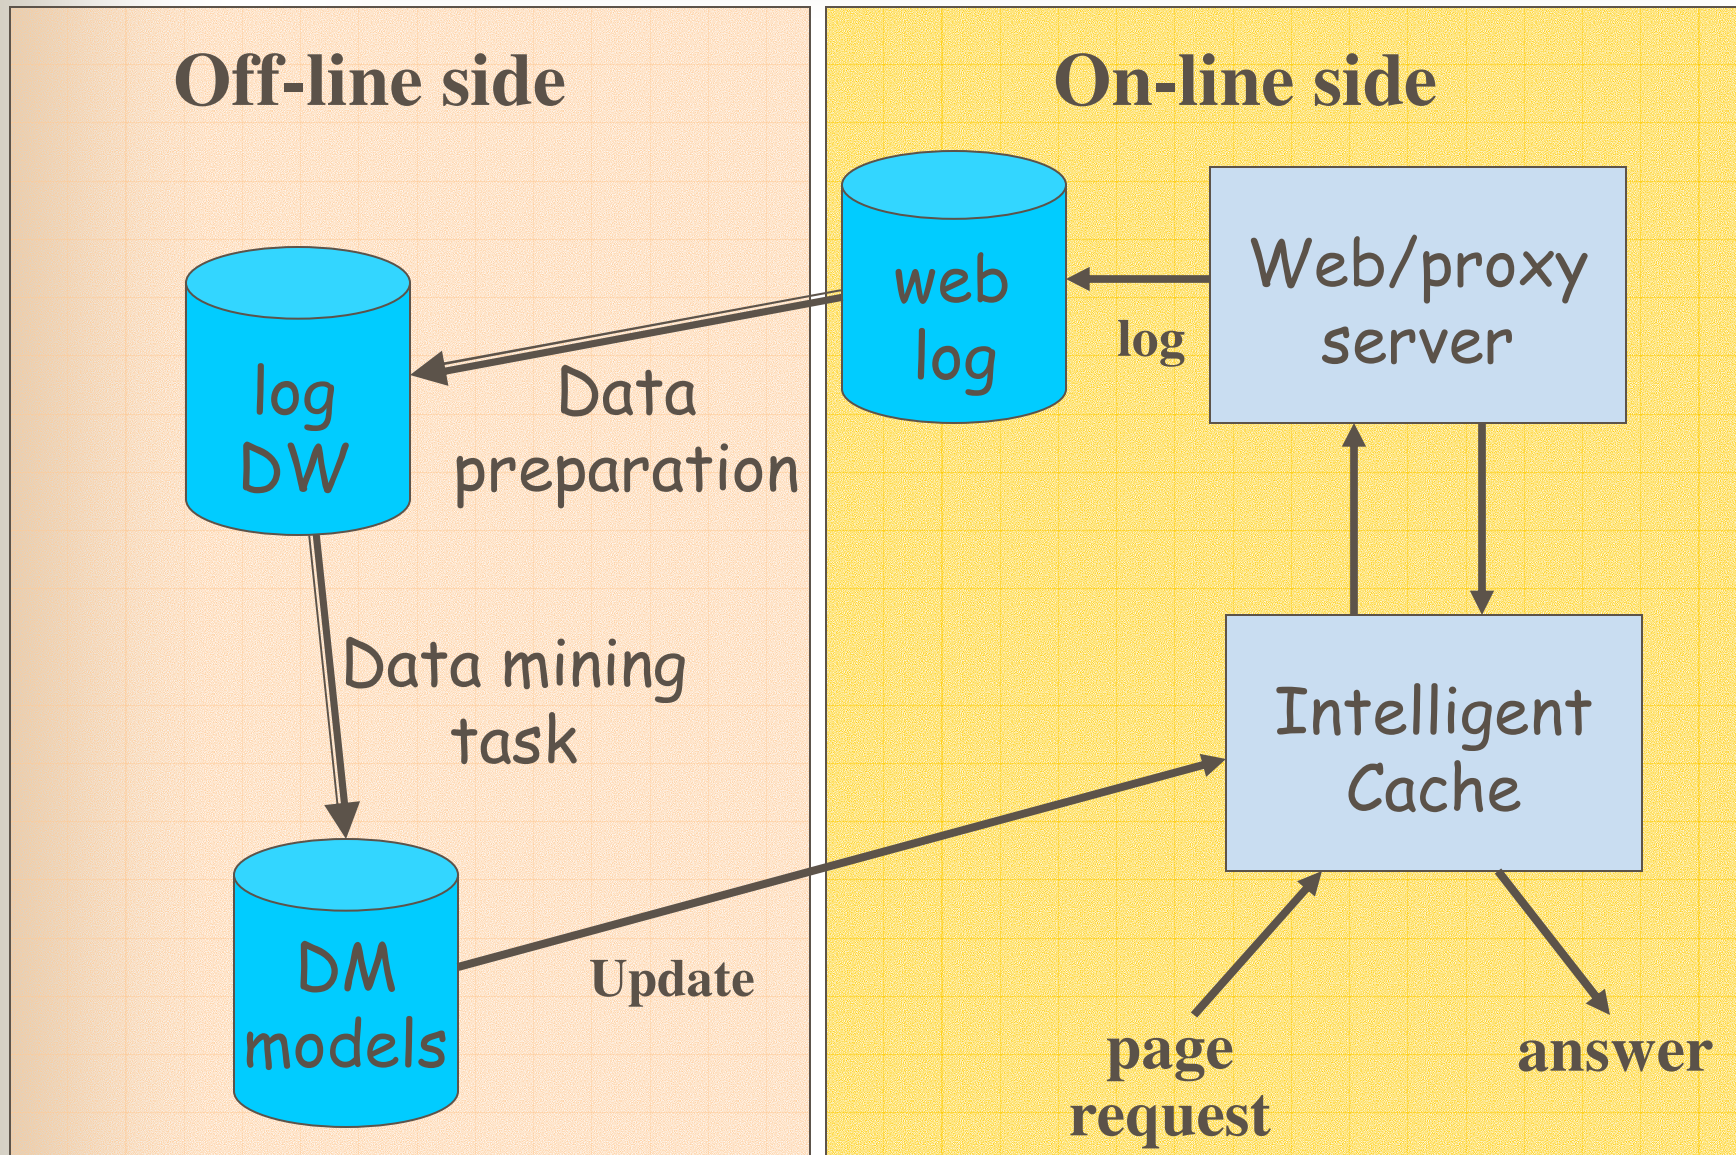 Off-line side
On-line side
web
log
Web/proxy
server
log
log
DW
Data
preparation
Data mining
task
Intelligent
Cache
DM
models
Update
page
request
answer